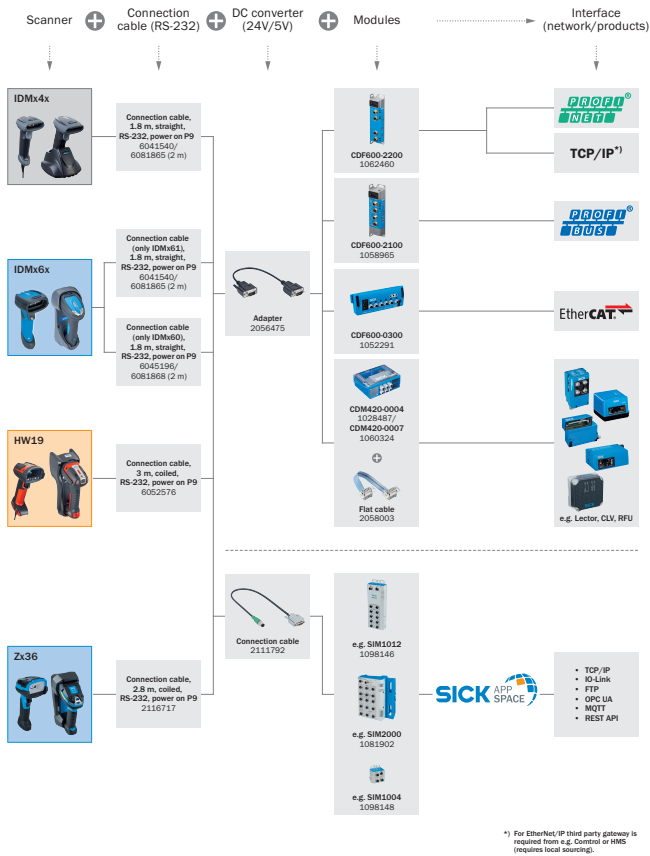 Scanner
Connection
cable (RS-232)
DC converter
(24V/5V)
Modules
Interface
(network/products)
IDMx4x
Connection cable,
1.8 m, straight,
RS-232, power on P9
6041540/
6081865 (2 m)
CDF600-2200
1062460
PROFI
NET
®
TCP/IP*)
IDMx6x
Connection cable
(only IDMx61),
1.8 m, straight,
RS-232, power on P9
6041540/
6081865 (2 m)
Connection cable
(only IDMx60),
1.8 m, straight,
RS-232, power on P9
6045196/
6081868 (2 m)
Adapter
2056475
CDF600-2100
1058965
PROFI
BUS
®
CDF600-0300
1052291
EtherCAT®
CDM420-0004
1028487/
CDM420-0007
1060324
Flat cable
2058003
e.g. Lector, CLV, RFU
HW19
Connection cable,
3 m, coiled,
RS-232, power on P9
6052576
Zx36
Connection cable,
2.8 m, coiled,
RS-232, power on P9
2116717
Connection cable
2111792
e.g. SIM1012
1098146
e.g. SIM2000
1081902
e.g. SIM1004
1098148
SICK APP
SPACE
• TCP/IP
• IO-Link
• FTP
• OPC UA
• MQTT
• REST API
*) For EtherNet/IP third party gateway is
required from e.g. Comtrol or HMS
(requires local sourcing).